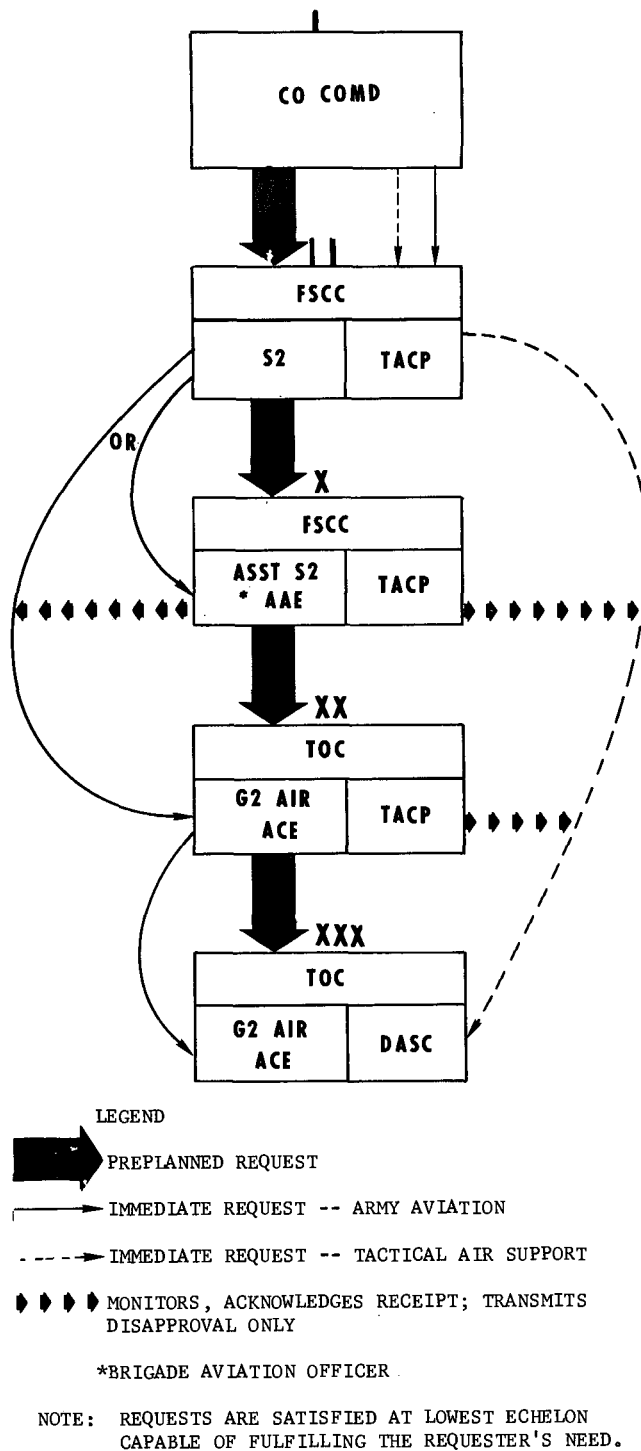 CO COMD
FSCC
S2
TACP
OR
X
FSCC
ASST S2
* AAE
TACP
XX
TOC
G2 AIR
ACE
TACP
XXX
TOC
G2 AIR
ACE
DASC
LEGEND
PREPLANNED REQUEST
IMMEDIATE REQUEST -- ARMY AVIATION
IMMEDIATE REQUEST -- TACTICAL AIR SUPPORT
MONITORS, ACKNOWLEDGES RECEIPT; TRANSMITS
DISAPPROVAL ONLY
*BRIGADE AVIATION OFFICER
NOTE: REQUESTS ARE SATISFIED AT LOWEST ECHELON
CAPABLE OF FULFILLING THE REQUESTER'S NEED.